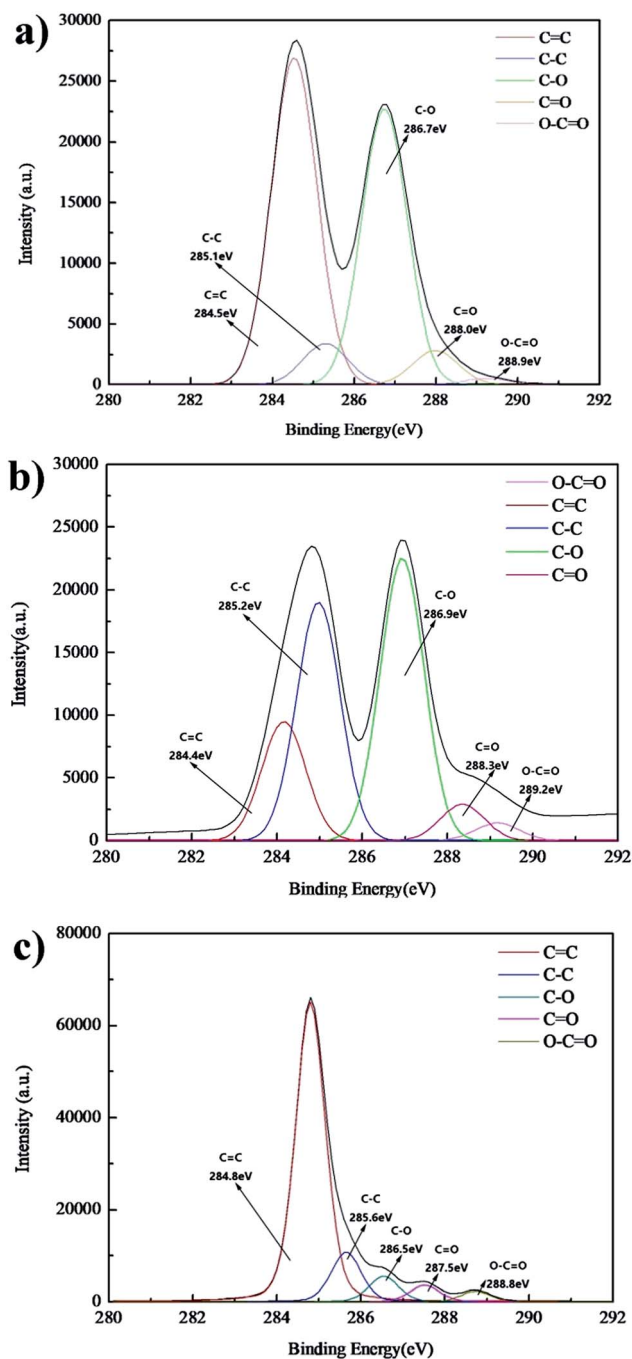 a)
30000
25000
20000
15000
10000
5000
0
Intensity (a.u.)
C=C
C-C
C-O
C=O
O-C=O
C-O
286.7eV
C-C
285.1eV
C=C
284.5eV
C=O
288.0eV
O-C=O
288.9eV
280 282 284 286 288 290 292
Binding Energy(eV)
b)
30000
25000
20000
15000
10000
5000
0
Intensity(a.u.)
O-C=O
C=C
C-C
C-O
C=O
C-C
285.2eV
C-O
286.9eV
C=C
284.4eV
C=O
288.3eV
O-C=O
289.2eV
280 282 284 286 288 290 292
Binding Energy(eV)
c)
80000
60000
40000
20000
0
Intensity (a.u.)
C=C
C-C
C-O
C=O
O-C=O
C=C
284.8eV
C-C
285.6eV
C-O
286.5eV
C=O
287.5eV
O-C=O
288.8eV
280 282 284 286 288 290 292
Binding Energy(eV)